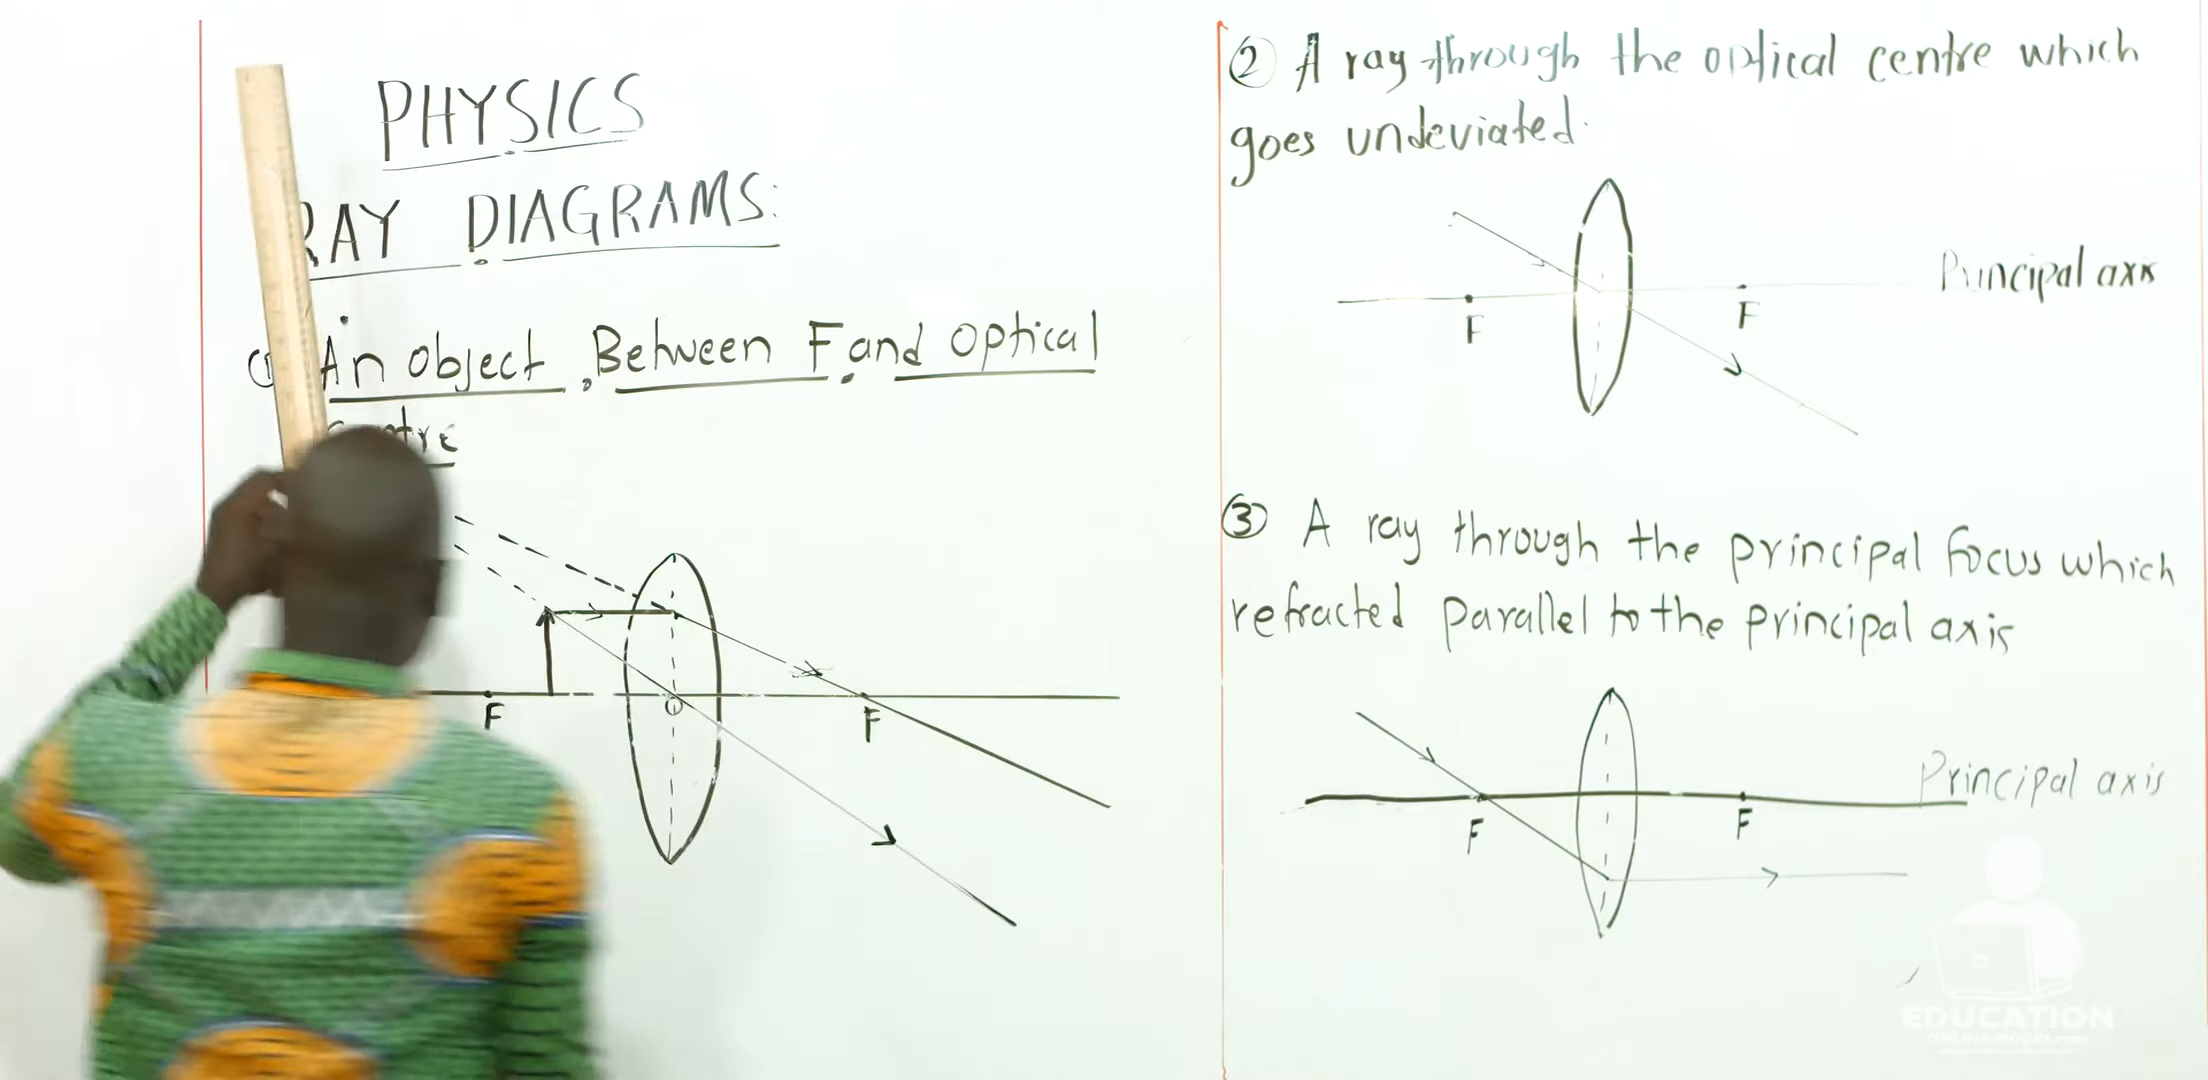 PHYSICS
RAY DIAGRAMS:
An object Between F and optical
centre
F
O
F
② A ray through the optical centre which
goes undeviated.
F
F
Principal axis
③ A ray through the principal focus which
refracted parallel to the principal axis
F
F
Principal axis
EDUCATION